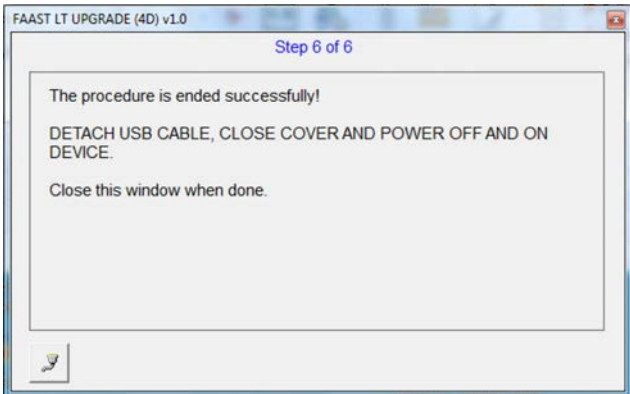 FAAST LT UPGRADE (4D) v1.0
Step 6 of 6
The procedure is ended successfully!
DETACH USB CABLE, CLOSE COVER AND POWER OFF AND ON
DEVICE.
Close this window when done.